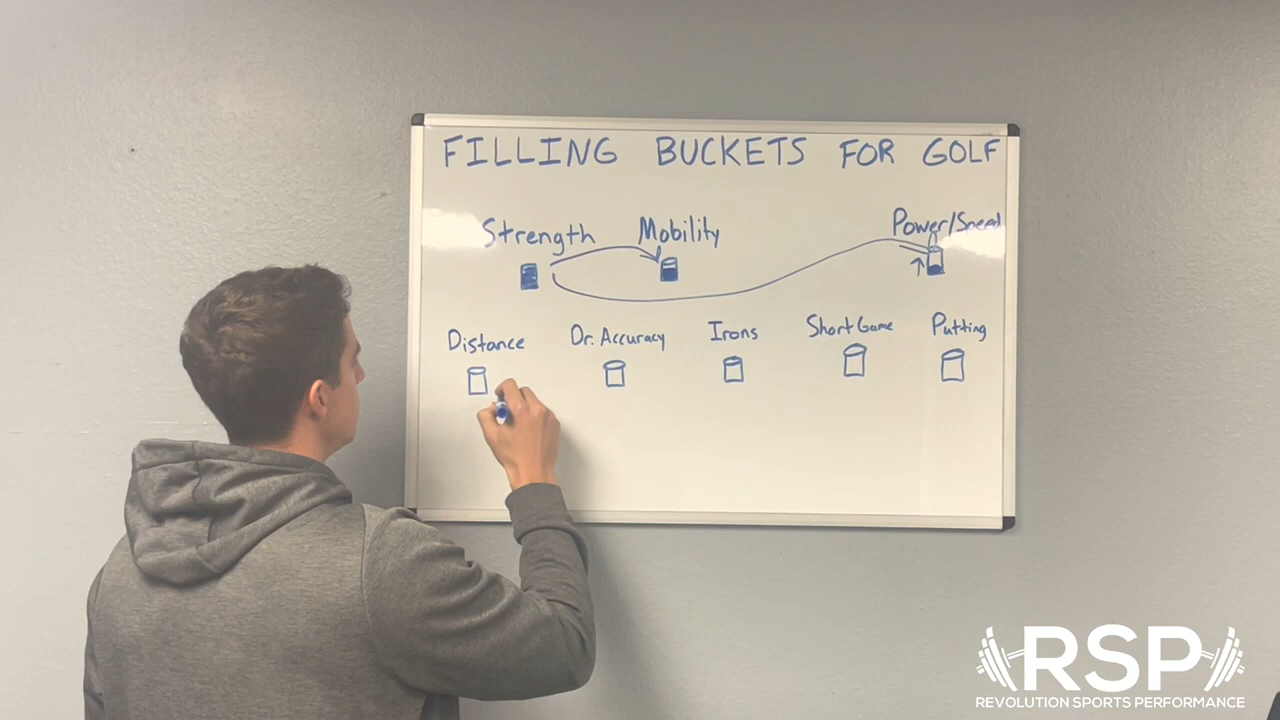 FILLING BUCKETS FOR GOLF
Strength Mobility Power/Speed
Distance Dr. Accuracy Irons Short Game Putting
RSP
REVOLUTION SPORTS PERFORMANCE